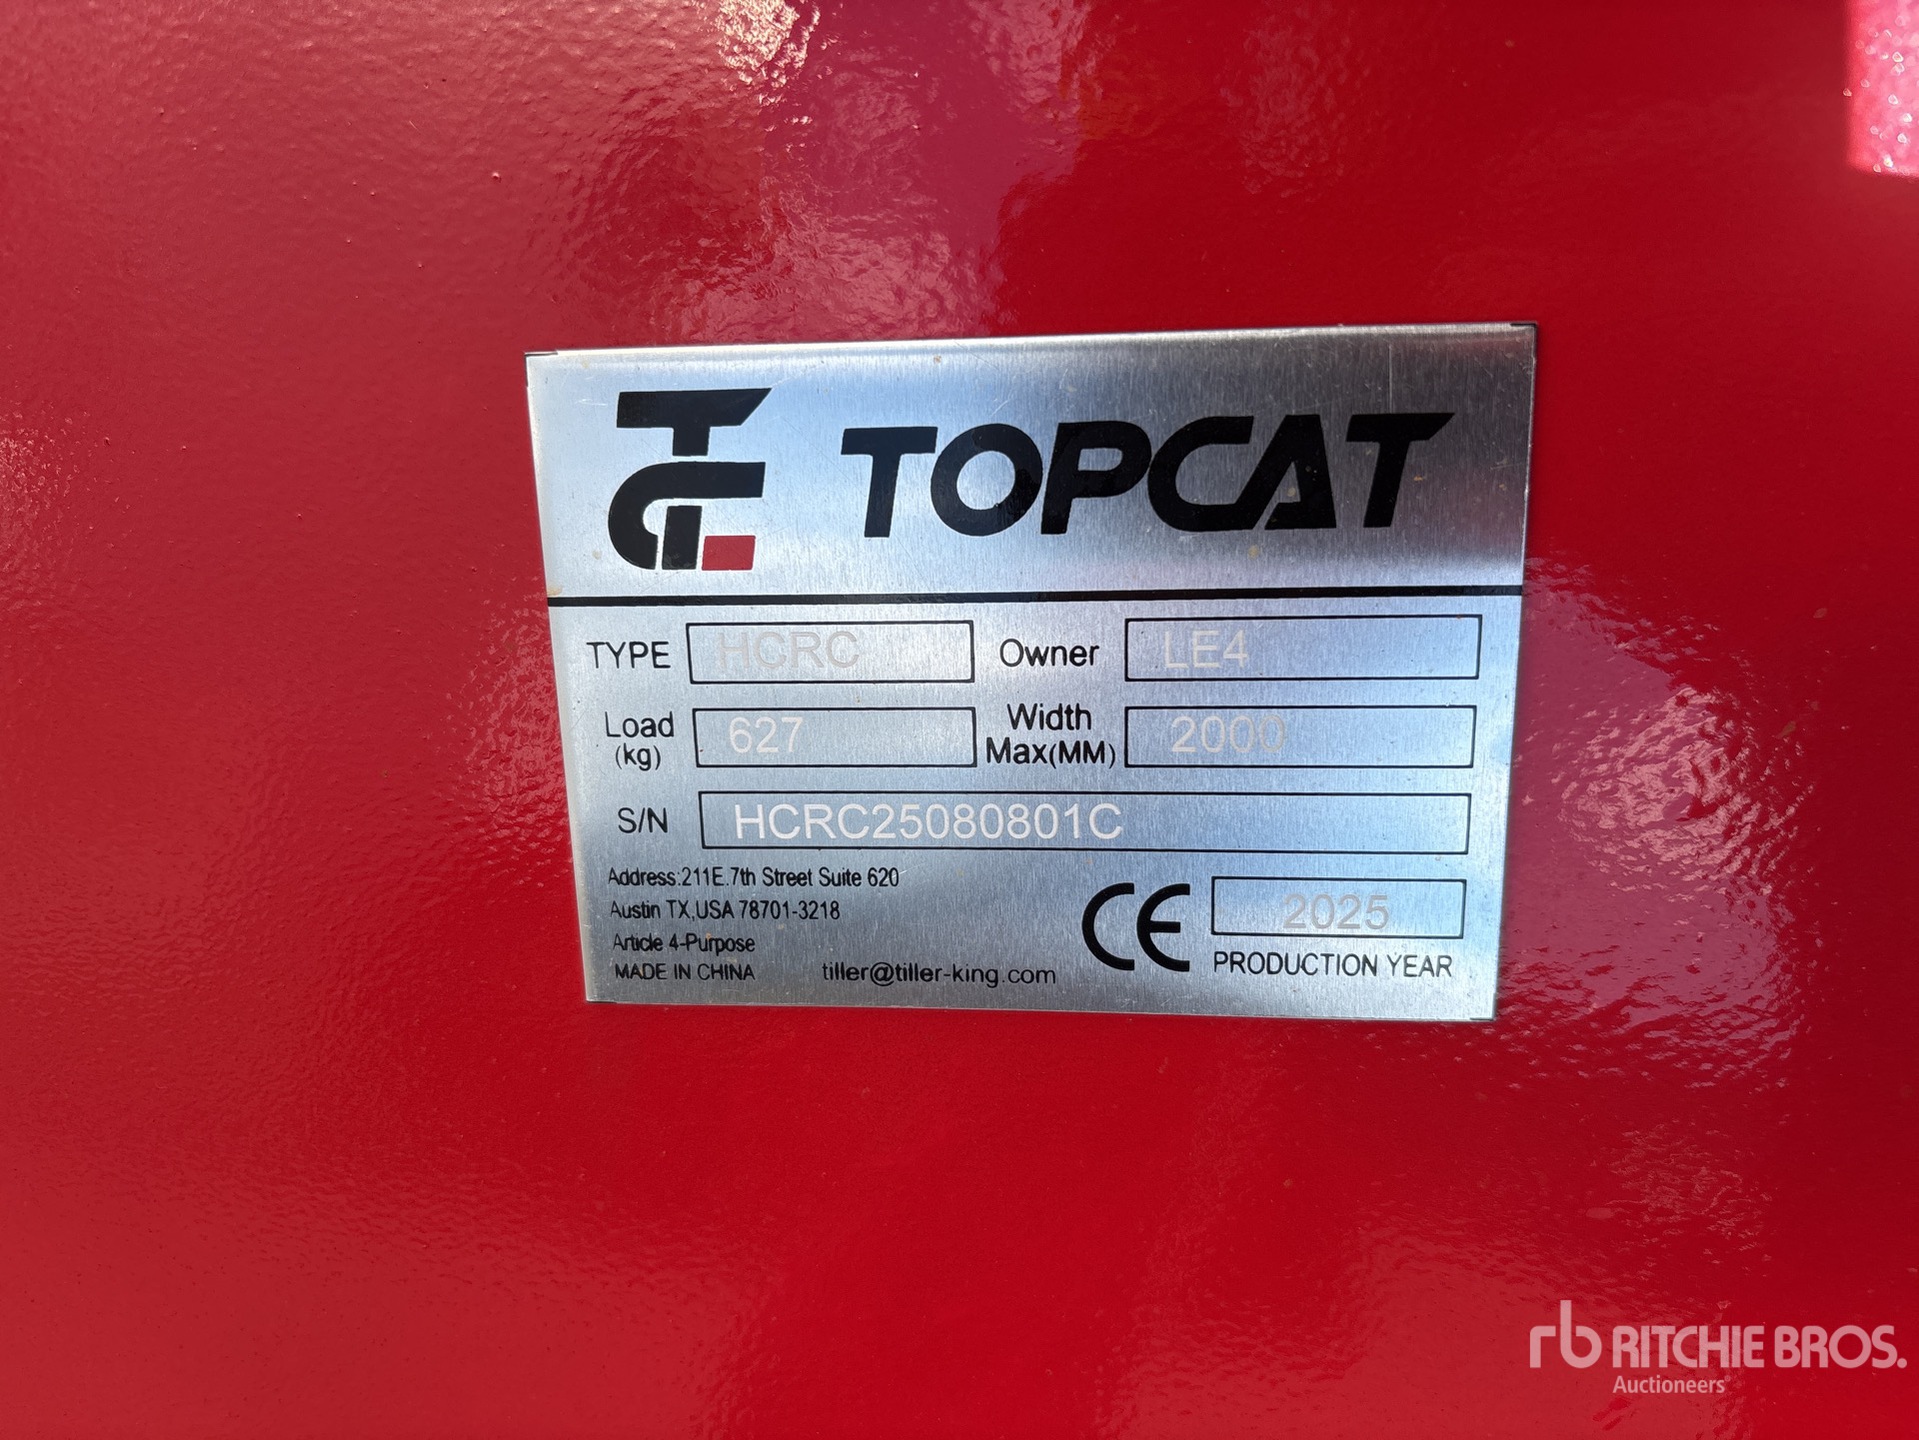 TOPCAT
TYPE HCRC Owner LE4
Load (kg) 627 Width Max(MM) 2000
S/N HCRC25080801C
Address:211E.7th Street Suite 620
Austin TX,USA 78701-3218
Article 4-Purpose
MADE IN CHINA tiller@tiller-king.com
CE 2025
PRODUCTION YEAR
rb RITCHIE BROS.
Auctioneers